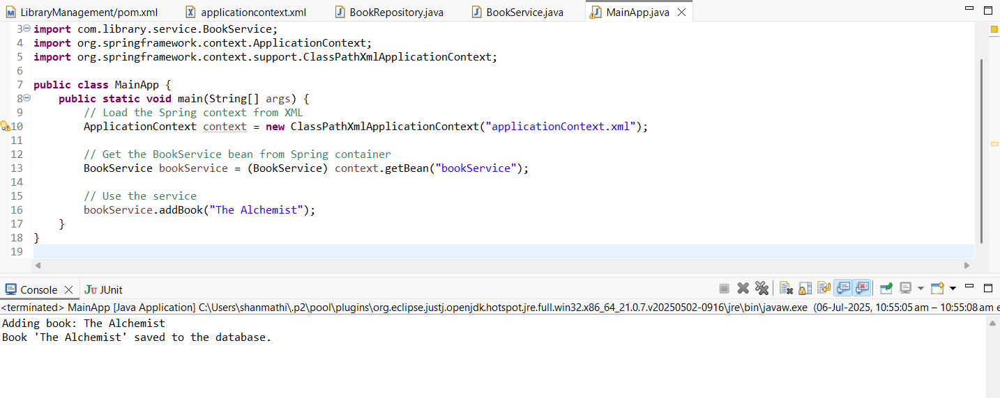 LibraryManagement/pom.xml applicationcontext.xml BookRepository.java BookService.java MainApp.java
3 import com.library.service.BookService;
4 import org.springframework.context.ApplicationContext;
5 import org.springframework.context.support.ClassPathXmlApplicationContext;
6
7 public class MainApp {
8     public static void main(String[] args) {
9         // Load the Spring context from XML
10         ApplicationContext context = new ClassPathXmlApplicationContext("applicationContext.xml");
11
12         // Get the BookService bean from Spring container
13         BookService bookService = (BookService) context.getBean("bookService");
14
15         // Use the service
16         bookService.addBook("The Alchemist");
17     }
18 }
19
Console JUnit
<terminated> MainApp [Java Application] C:\Users\shanmathi\.p2\pool\plugins\org.eclipse.justj.openjdk.hotspot.jre.full.win32.x86_64_21.0.7.v20250502-0916\jre\bin\javaw.exe (06-Jul-2025, 10:55:05 am – 10:55:08 am e
Adding book: The Alchemist
Book 'The Alchemist' saved to the database.